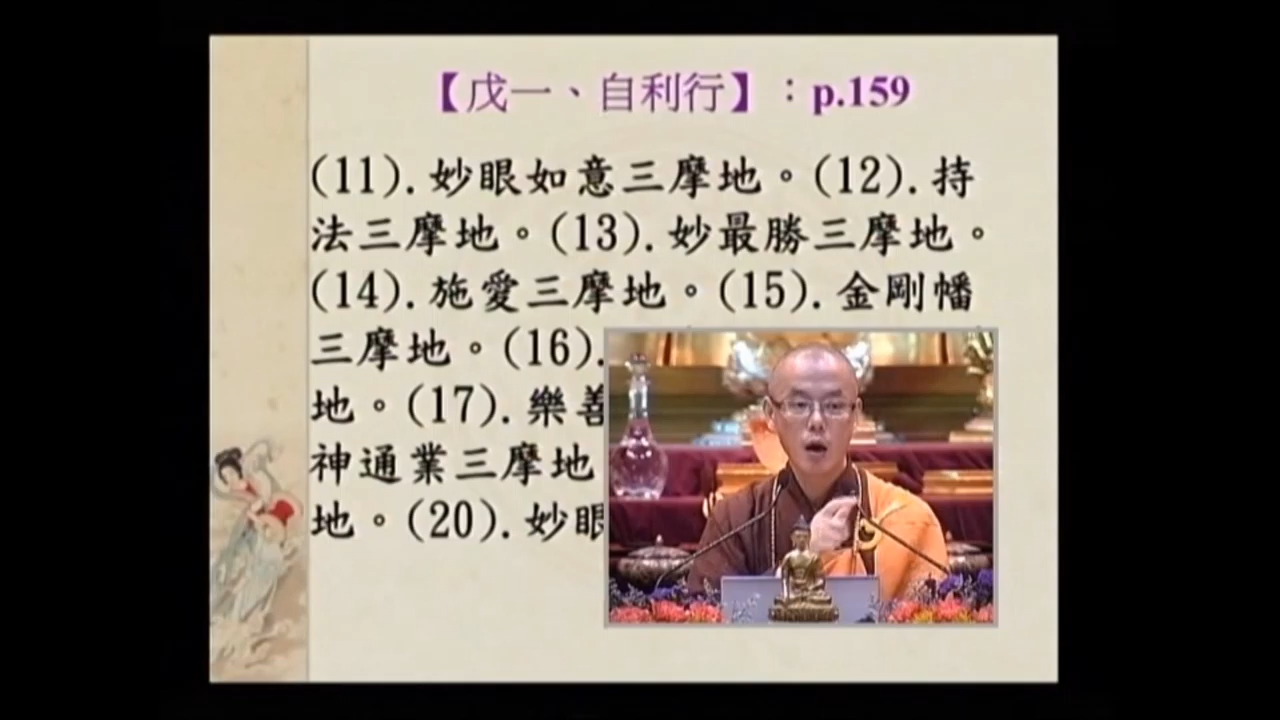 【戊一、自利行】：p.159
(11).妙眼如意三摩地。(12).持
法三摩地。(13).妙最勝三摩地。
(14).施愛三摩地。(15).金剛幡
三摩地。(16).
地。(17).樂善
神通業三摩地
地。(20).妙眼